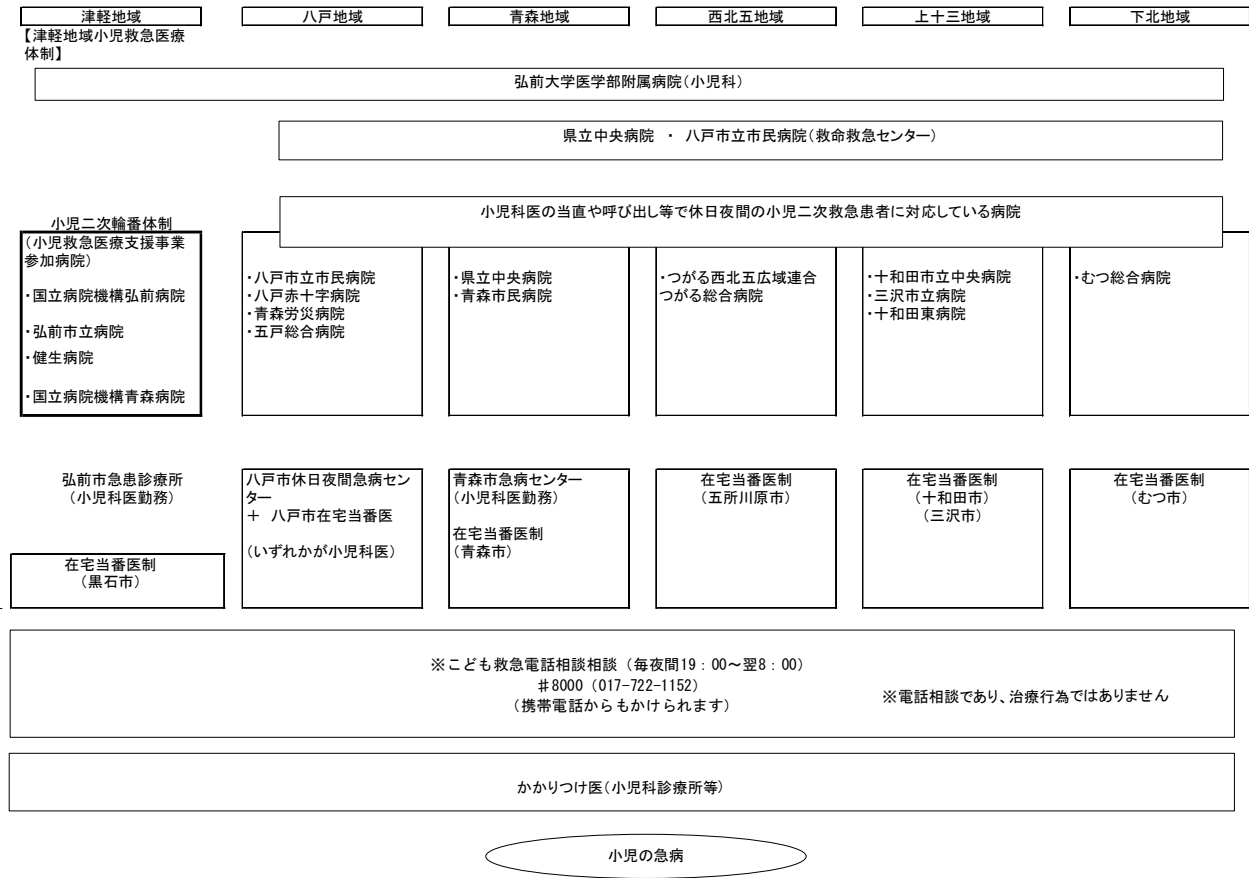 津軽地域
八戸地域
青森地域
西北五地域
上十三地域
下北地域
【津軽地域小児救急医療
体制】
弘前大学医学部附属病院(小児科)
県立中央病院 ・ 八戸市立市民病院(救命救急センター)
小児科医の当直や呼び出し等で休日夜間の小児二次救急患者に対応している病院
小児二次輪番体制
(小児救急医療支援事業
参加病院)
・国立病院機構弘前病院
・弘前市立病院
・健生病院
・国立病院機構青森病院
・八戸市立市民病院
・八戸赤十字病院
・青森労災病院
・五戸総合病院
・県立中央病院
・青森市民病院
・つがる西北五広域連合
つがる総合病院
・十和田市立中央病院
・三沢市立病院
・十和田東病院
・むつ総合病院
弘前市急患診療所
(小児科医勤務)
在宅当番医制
(黒石市)
八戸市休日夜間急病セン
ター
+ 八戸市在宅当番医
(いずれかが小児科医)
青森市急病センター
(小児科医勤務)
在宅当番医制
(青森市)
在宅当番医制
(五所川原市)
在宅当番医制
(十和田市)
(三沢市)
在宅当番医制
(むつ市)
※こども救急電話相談相談(毎夜間19:00~翌8:00)
#8000(017-722-1152)
(携帯電話からもかけられます)
※電話相談であり、治療行為ではありません
かかりつけ医(小児科診療所等)
小児の急病